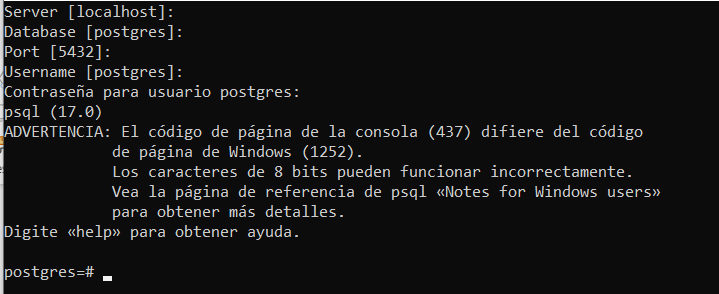 Server [localhost]:
Database [postgres]:
Port [5432]:
Username [postgres]:
Contraseña para usuario postgres:
psql (17.0)
ADVERTENCIA: El código de página de la consola (437) difiere del código
de página de Windows (1252).
Los caracteres de 8 bits pueden funcionar incorrectamente.
Vea la página de referencia de psql «Notes for Windows users»
para obtener más detalles.
Digite «help» para obtener ayuda.
postgres=#